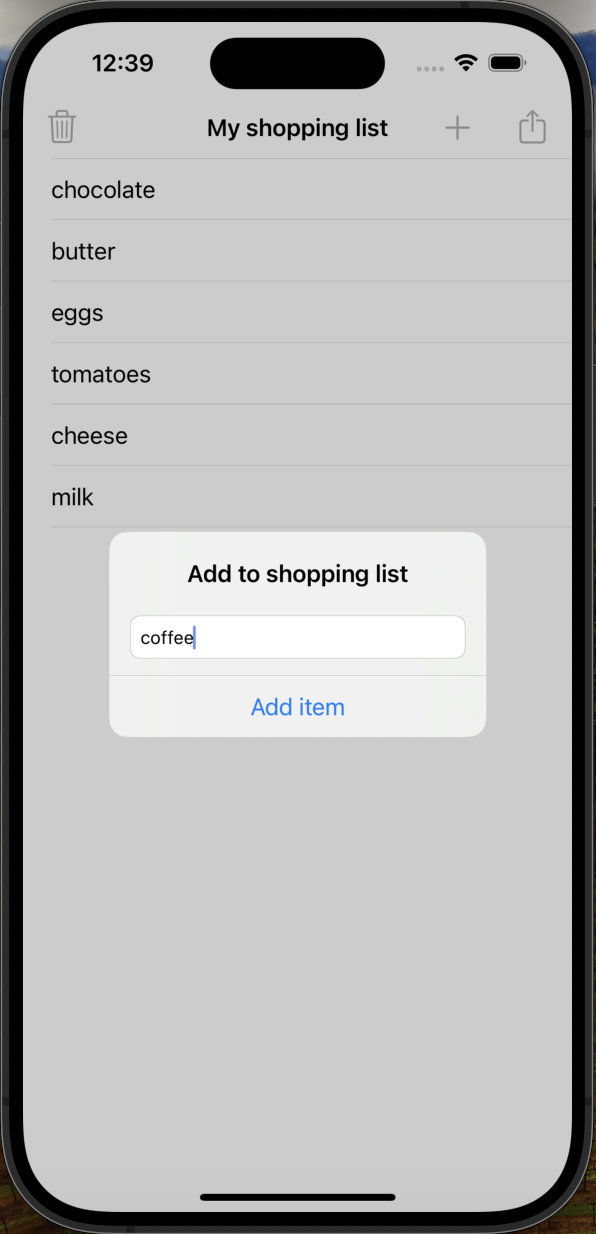 12:39
My shopping list
chocolate
butter
eggs
tomatoes
cheese
milk
Add to shopping list
coffee
Add item